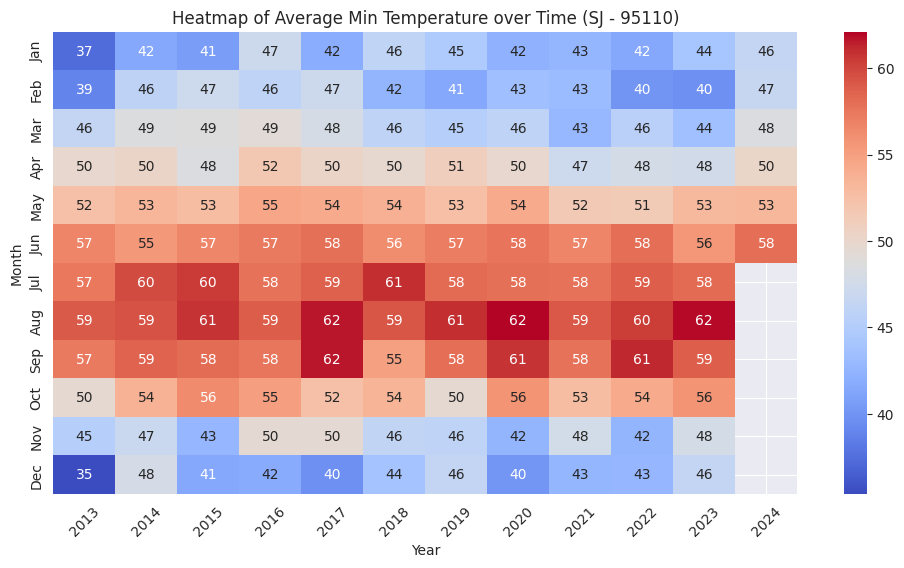 Heatmap of Average Min Temperature over Time (SJ - 95110)
Month
Jan 37 42 41 47 42 46 45 42 43 42 44 46
Feb 39 46 47 46 47 42 41 43 43 40 40 47
Mar 46 49 49 49 48 46 45 46 43 46 44 48
Apr 50 50 48 52 50 50 51 50 47 48 48 50
May 52 53 53 55 54 54 53 54 52 51 53 53
Jun 57 55 57 57 58 56 57 58 57 58 56 58
Jul 57 60 60 58 59 61 58 58 58 59 58
Aug 59 59 61 59 62 59 61 62 59 60 62
Sep 57 59 58 58 62 55 58 61 58 61 59
Oct 50 54 56 55 52 54 50 56 53 54 56
Nov 45 47 43 50 50 46 46 42 48 42 48
Dec 35 48 41 42 40 44 46 40 43 43 46
2013 2014 2015 2016 2017 2018 2019 2020 2021 2022 2023 2024
Year
60
55
50
45
40